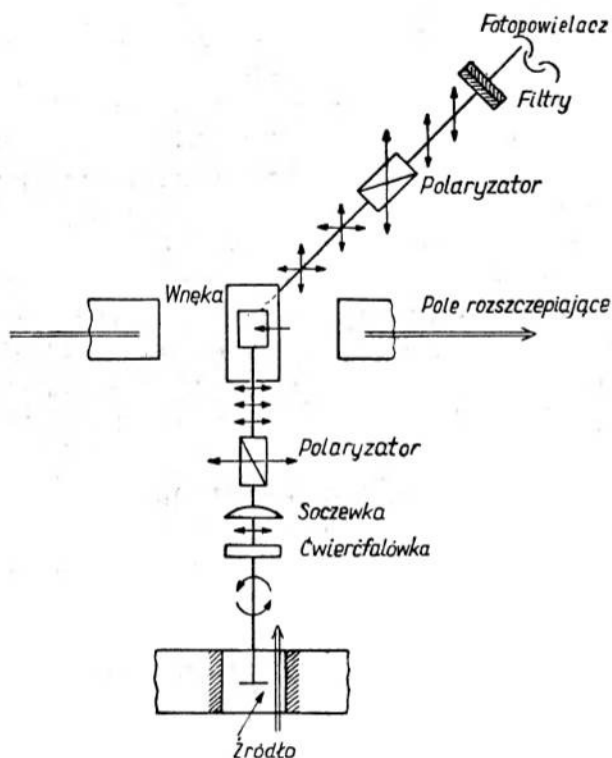 Fotopowielacz
Filtry
Polaryzator
Wnęka
Pole rozszczepiające
Polaryzator
Soczewka
Ćwierćfalówka
Źródło